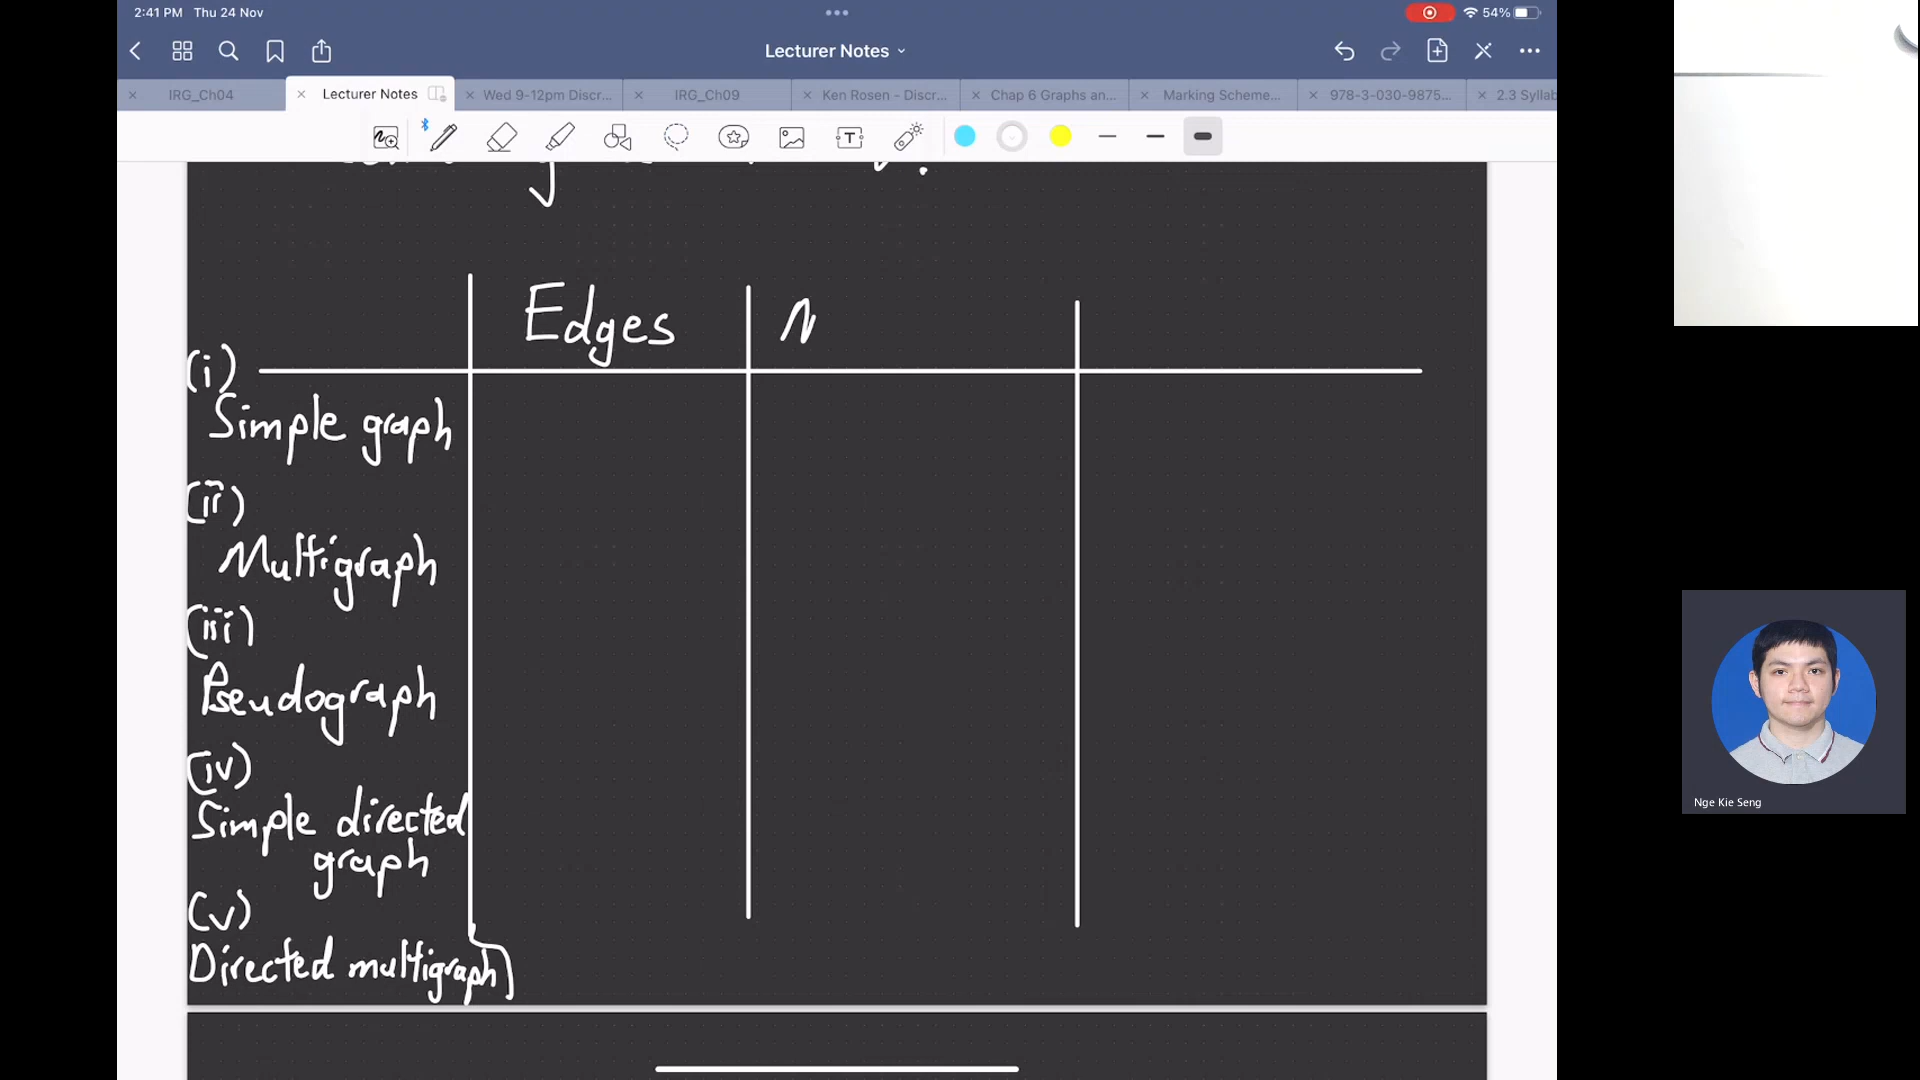 2:41 PM Thu 24 Nov
54%
Lecturer Notes
IRG_Ch04
Lecturer Notes
Wed 9-12pm Discr...
IRG_Ch09
Ken Rosen - Discr...
Chap 6 Graphs an...
Marking Scheme...
978-3-030-9875...
2.3 Syllab
T
Edges
M
(i)
Simple graph
(ii)
Multigraph
(iii)
Pseudograph
(iv)
Simple directed
graph
(v)
Directed multigraph
Nge Kie Seng